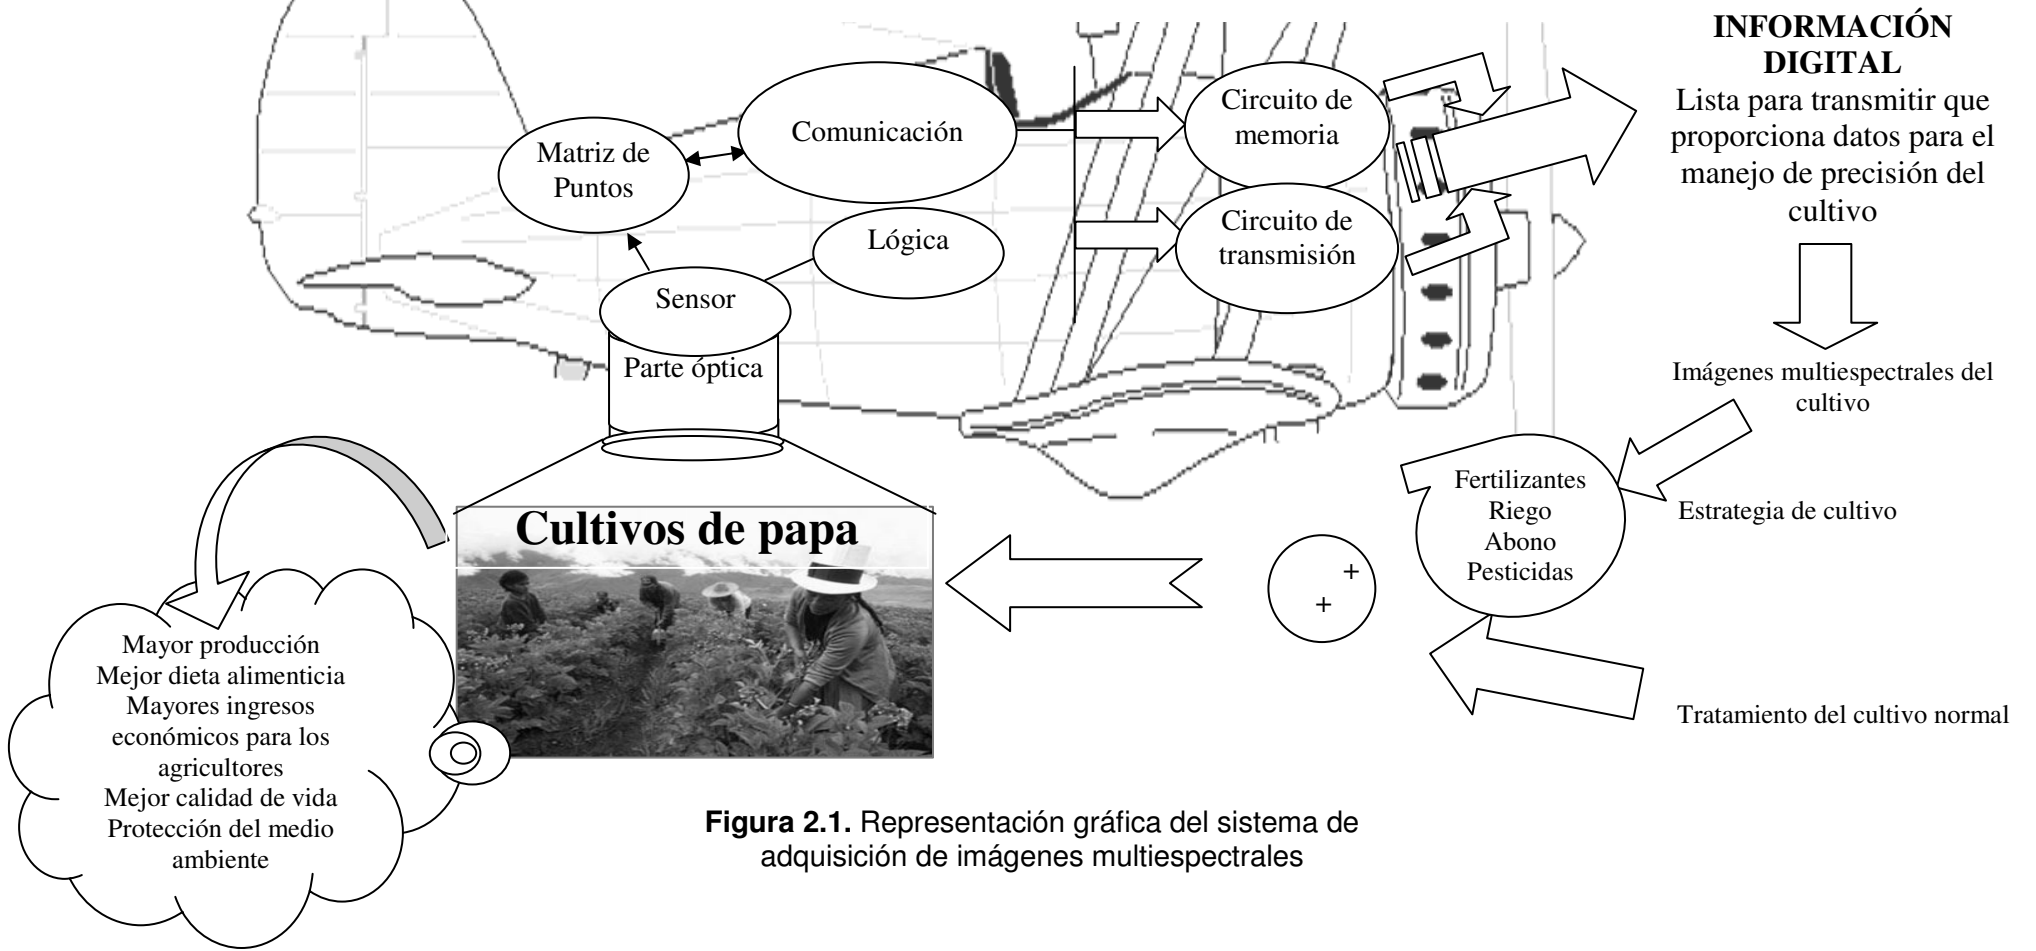 INFORMACIÓN
DIGITAL
Lista para transmitir que
proporciona datos para el
manejo de precisión del
cultivo
Circuito de
memoria
Comunicación
Matriz de
Puntos
Circuito de
transmisión
Lógica
Sensor
Parte óptica
Imágenes multiespectrales del
cultivo
Fertilizantes
Riego
Abono
Pesticidas
Estrategia de cultivo
Cultivos de papa
+
+
Mayor producción
Mejor dieta alimenticia
Mayores ingresos
económicos para los
agricultores
Mejor calidad de vida
Protección del medio
ambiente
Tratamiento del cultivo normal
Figura 2.1. Representación gráfica del sistema de
adquisición de imágenes multiespectrales